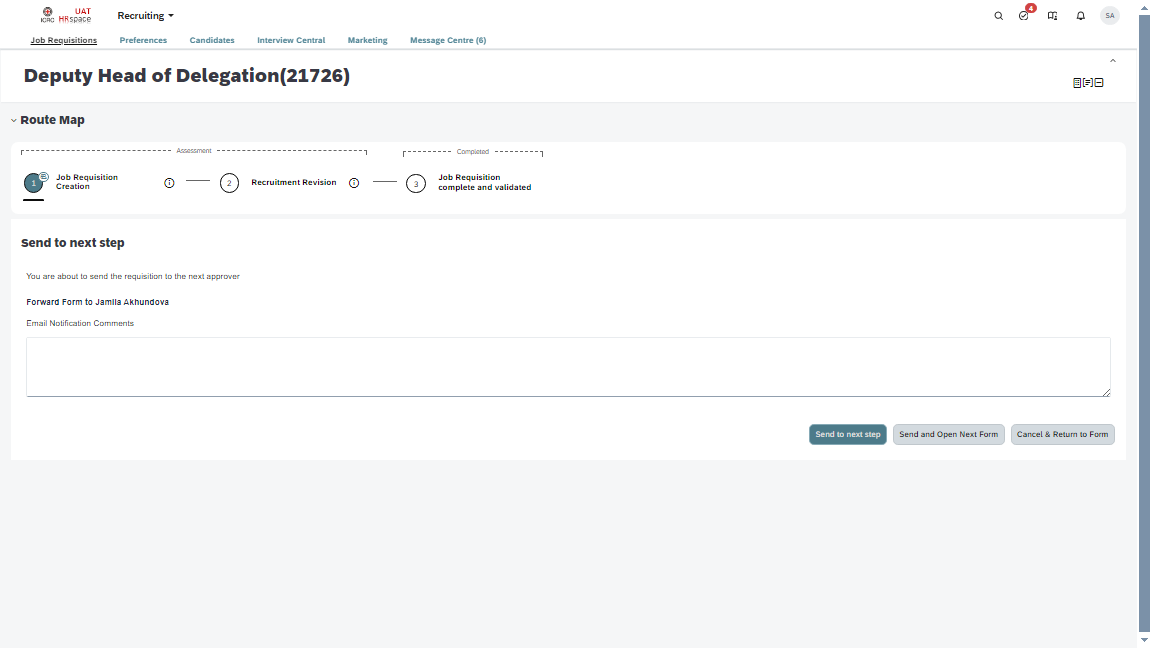 ICRC
UAT
HRspace
Recruiting
4
SA
Job Requisitions
Preferences
Candidates
Interview Central
Marketing
Message Centre (6)
Deputy Head of Delegation(21726)
Route Map
Assessment
Completed
1
Job Requisition
Creation
2
Recruitment Revision
3
Job Requisition
complete and validated
Send to next step
You are about to send the requisition to the next approver
Forward Form to Jamila Akhundova
Email Notification Comments
Send to next step
Send and Open Next Form
Cancel & Return to Form